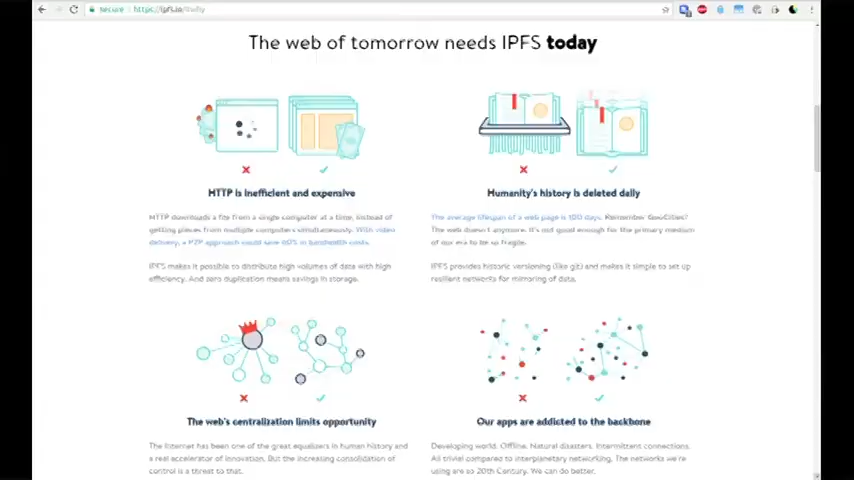 Secure https://ipfs.io/#why
The web of tomorrow needs IPFS today
HTTP is inefficient and expensive
HTTP downloads a file from a single computer at a time, instead of
getting pieces from multiple computers simultaneously. With video
delivery, a P2P approach could save 60% in bandwidth costs.
IPFS makes it possible to distribute high volumes of data with high
efficiency. And zero duplication means savings in storage.
Humanity's history is deleted daily
The average lifespan of a web page is 100 days. Remember GeoCities?
The web doesn't anymore. It's not good enough for the primary medium
of our era to be so fragile.
IPFS provides historic versioning (like git) and makes it simple to set up
resilient networks for mirroring of data.
The web's centralization limits opportunity
The Internet has been one of the great equalizers in human history and
a real accelerator of innovation. But the increasing consolidation of
control is a threat to that.
Our apps are addicted to the backbone
Developing world. Offline. Natural disasters. Intermittent connections.
All trivial compared to interplanetary networking. The networks we're
using are so 20th Century. We can do better.